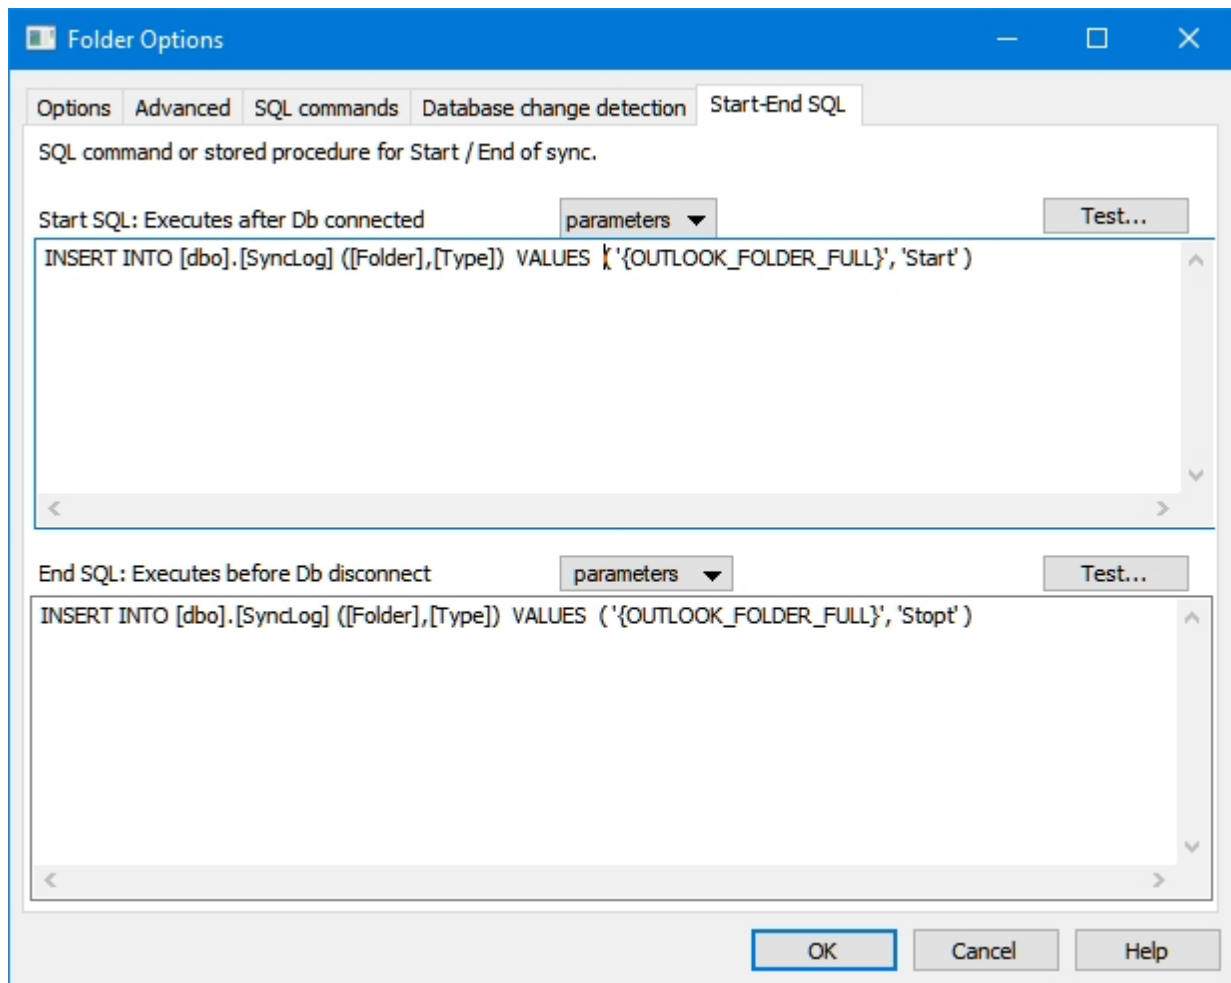 Folder Options
Options Advanced SQL commands Database change detection Start-End SQL
SQL command or stored procedure for Start / End of sync.
Start SQL: Executes after Db connected parameters Test...
INSERT INTO [dbo].[SyncLog] ([Folder],[Type]) VALUES ( '{OUTLOOK_FOLDER_FULL}', 'Start' )
End SQL: Executes before Db disconnect parameters Test...
INSERT INTO [dbo].[SyncLog] ([Folder],[Type]) VALUES ( '{OUTLOOK_FOLDER_FULL}', 'Stopt' )
OK Cancel Help